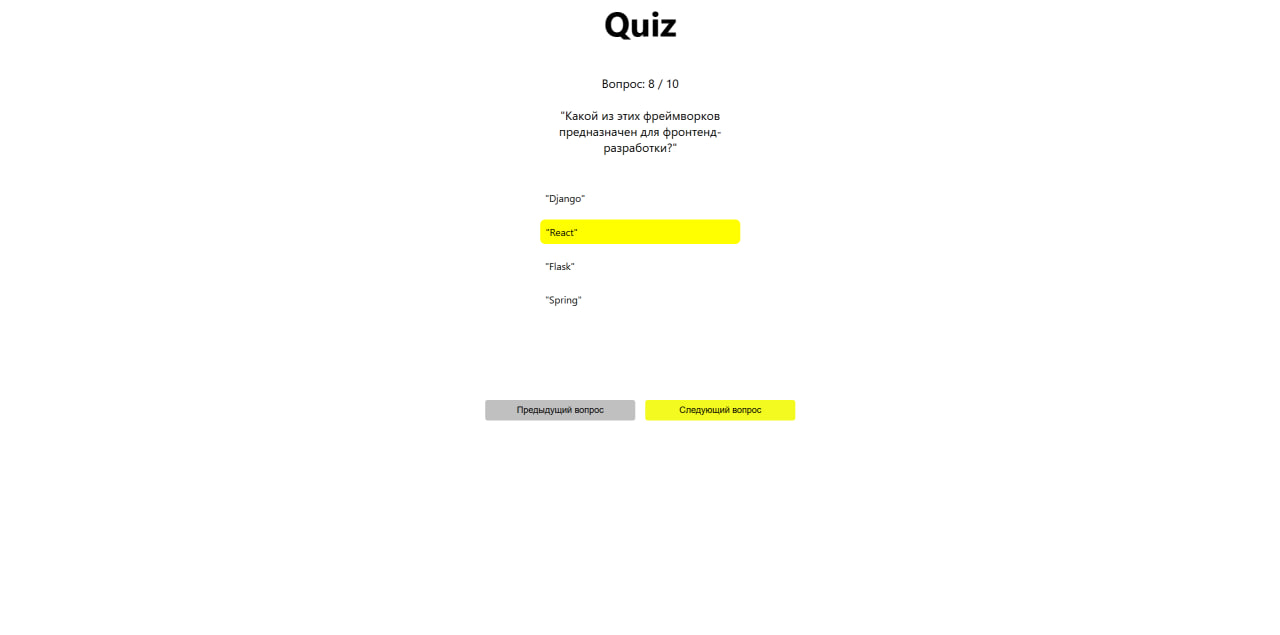 Quiz
Вопрос: 8 / 10
"Какой из этих фреймворков
предназначен для фронтенд-
разработки?"
"Django"
"React"
"Flask"
"Spring"
Предыдущий вопрос
Следующий вопрос